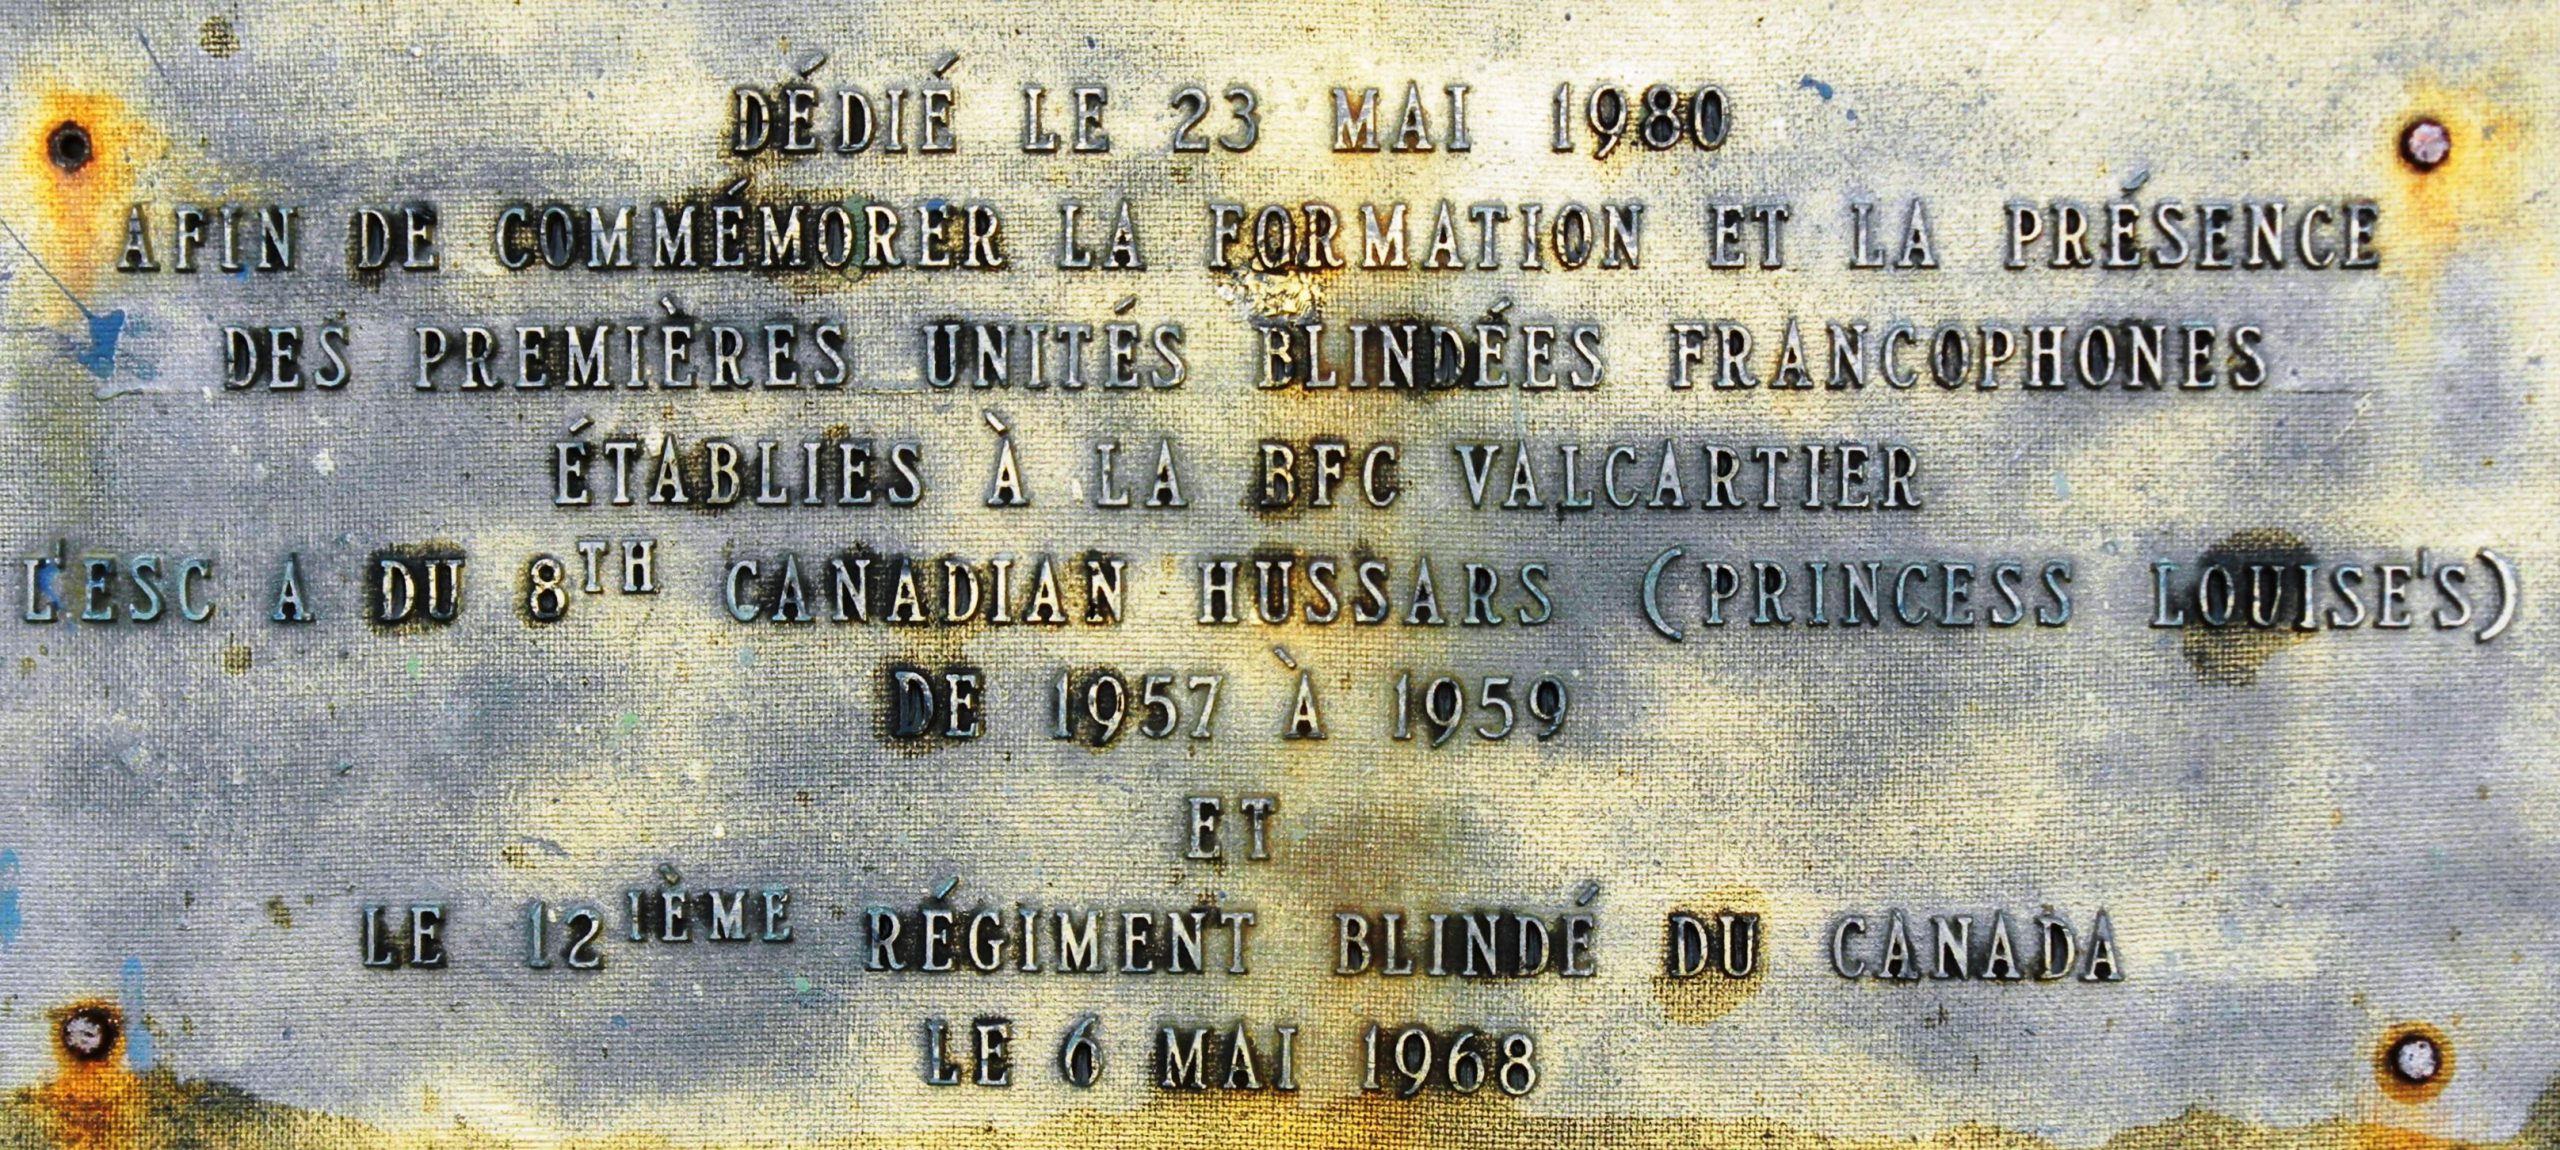 DÉDIÉ LE 23 MAI 1980
AFIN DE COMMÉMORER LA FORMATION ET LA PRÉSENCE
DES PREMIÈRES UNITÉS BLINDÉES FRANCOPHONES
ÉTABLIES À LA BFC VALCARTIER
L'ESC A DU 8TH CANADIAN HUSSARS (PRINCESS LOUISE'S)
DE 1957 À 1959
ET
LE 12IÈME RÉGIMENT BLINDÉ DU CANADA
LE 6 MAI 1968